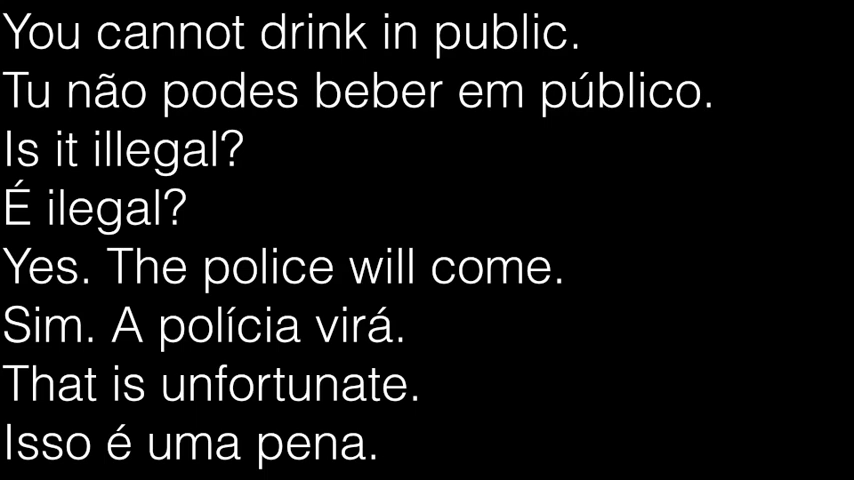 You cannot drink in public.
Tu não podes beber em público.
Is it illegal?
É ilegal?
Yes. The police will come.
Sim. A polícia virá.
That is unfortunate.
Isso é uma pena.